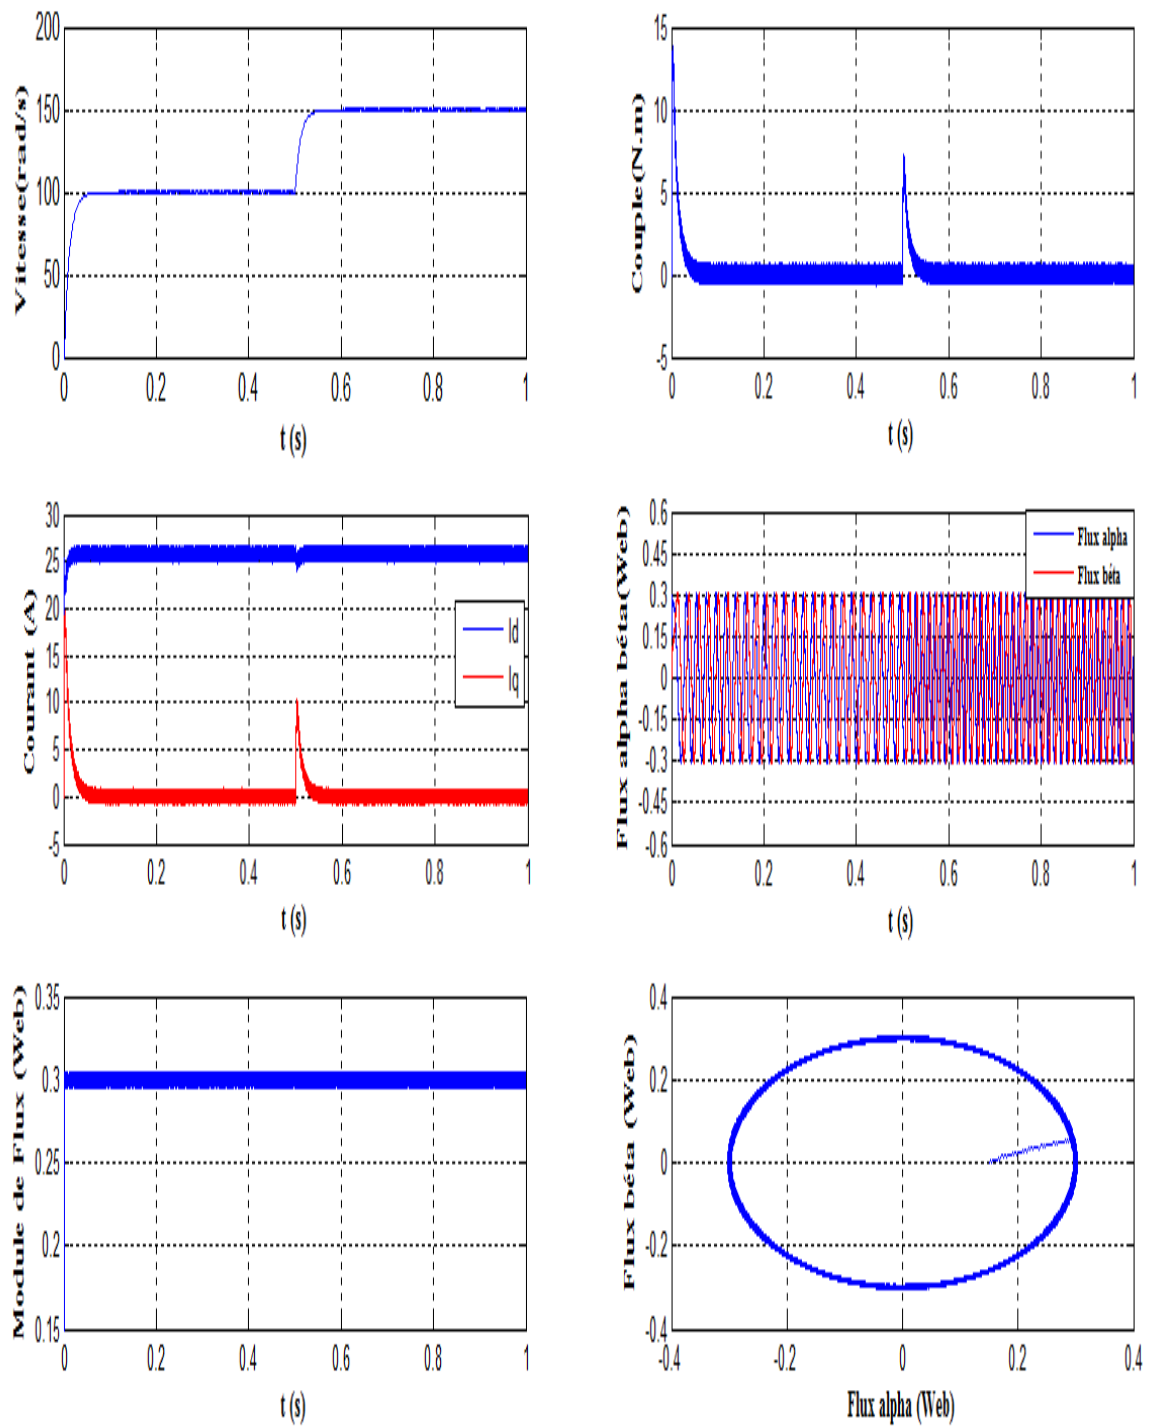 Vitesse(rad/s)
200
150
100
50
0
0 0.2 0.4 0.6 0.8 1
t (s)
Couple(N.m)
15
10
5
0
-5
0 0.2 0.4 0.6 0.8 1
t (s)
Courant (A)
30
25
20
15
10
5
0
-5
Id
Iq
0 0.2 0.4 0.6 0.8 1
t (s)
Flux alpha béta(Web)
0.6
0.45
0.3
0.15
0
-0.15
-0.3
-0.45
-0.6
Flux alpha
Flux béta
0 0.2 0.4 0.6 0.8 1
t (s)
Module de Flux (Web)
0.35
0.3
0.25
0.2
0.15
0 0.2 0.4 0.6 0.8 1
t (s)
Flux béta (Web)
0.4
0.2
0
-0.2
-0.4
-0.4 -0.2 0 0.2 0.4
Flux alpha (Web)